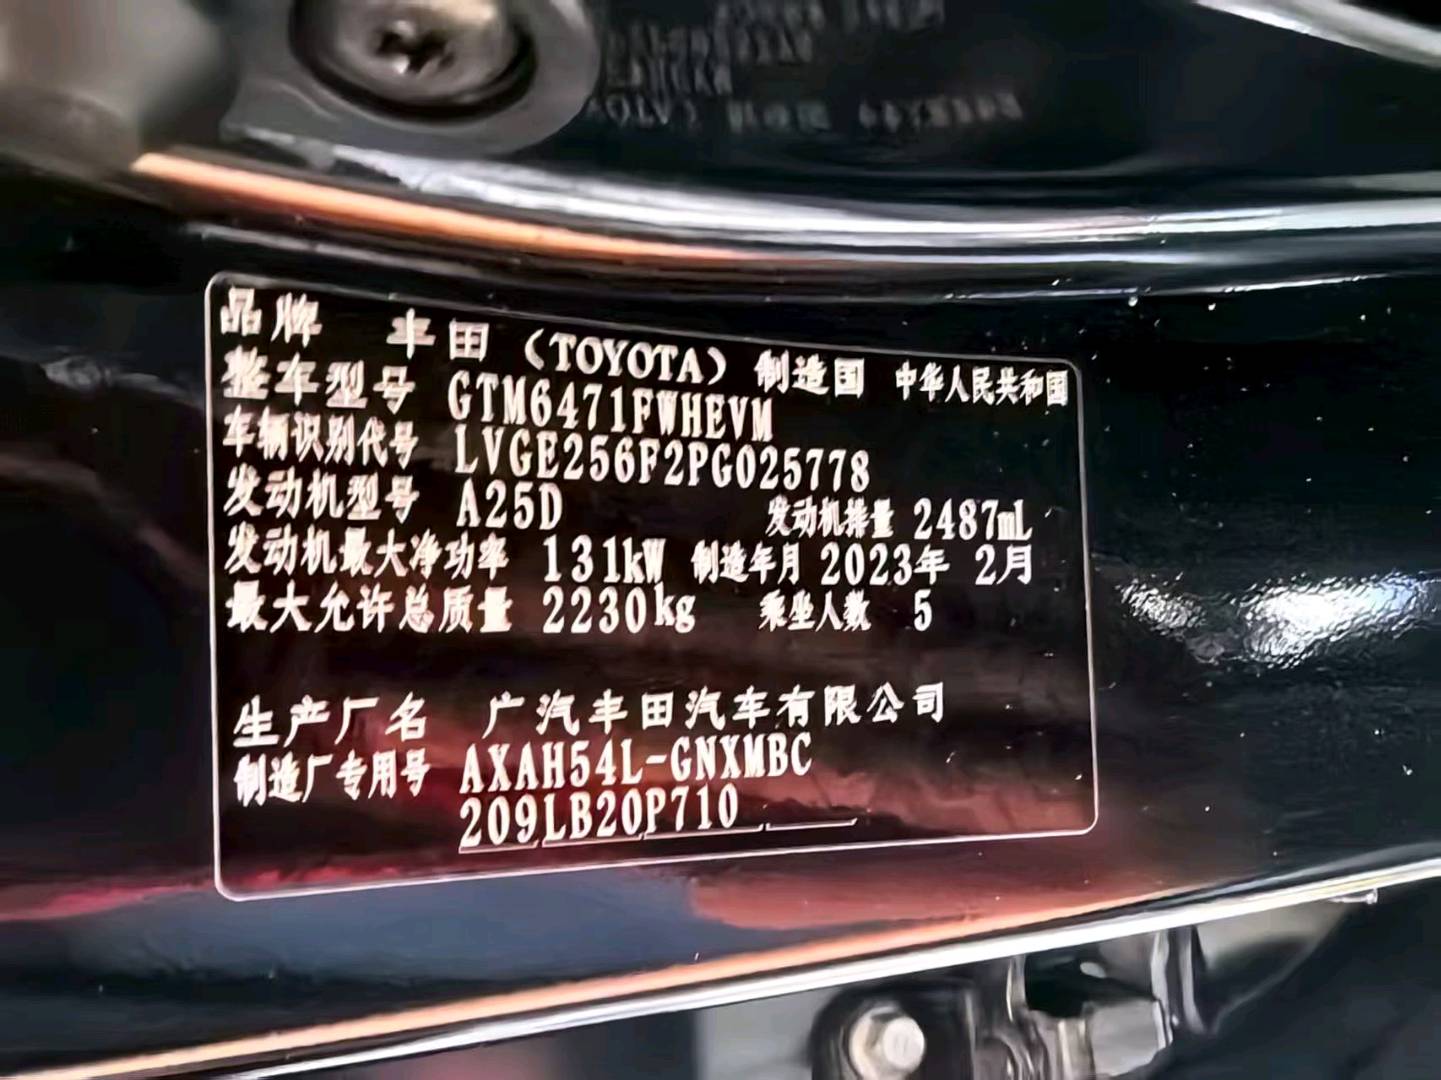 品牌 丰田（TOYOTA）制造国 中华人民共和国
整车型号 GTM6471FWHEVM
车辆识别代号 LVGE256F2PG025778
发动机型号 A25D 发动机排量 2487mL
发动机最大净功率 131kW 制造年月 2023年 2月
最大允许总质量 2230kg 乘坐人数 5
生产厂名 广汽丰田汽车有限公司
制造厂专用号 AXAH54L-GNXMBC
209LB20P710